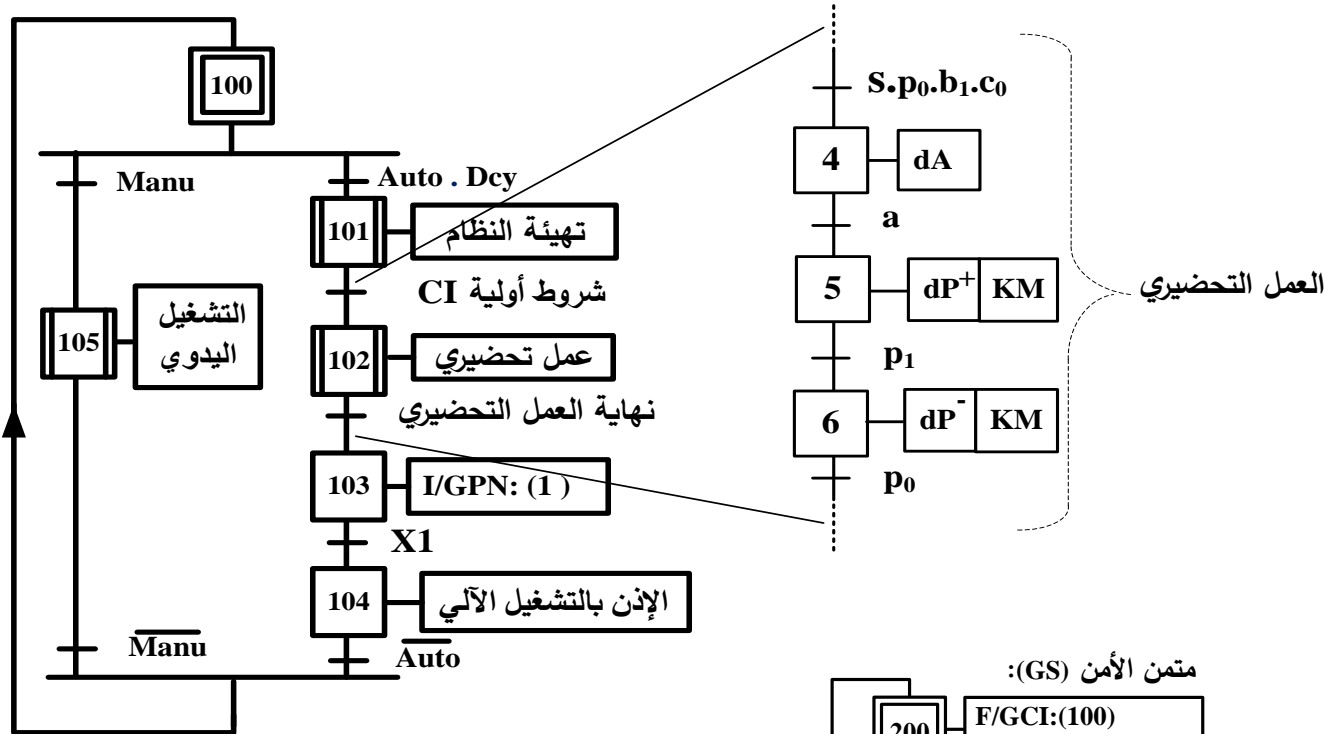 100
Manu
Auto . Dcy
101
تهيئة النظام
شروط أولية CI
105
التشغيل
اليدوي
102
عمل تحضيري
نهاية العمل التحضيري
103
I/GPN: (1 )
X1
104
الإذن بالتشغيل الآلي
M̅a̅n̅u̅
A̅u̅t̅o̅
S.p₀.b₁.c₀
4
dA
a
5
dP⁺ KM
p₁
6
dP⁻ KM
p₀
العمل التحضيري
متمن الأمن (GS):
200
F/GCI:(100)